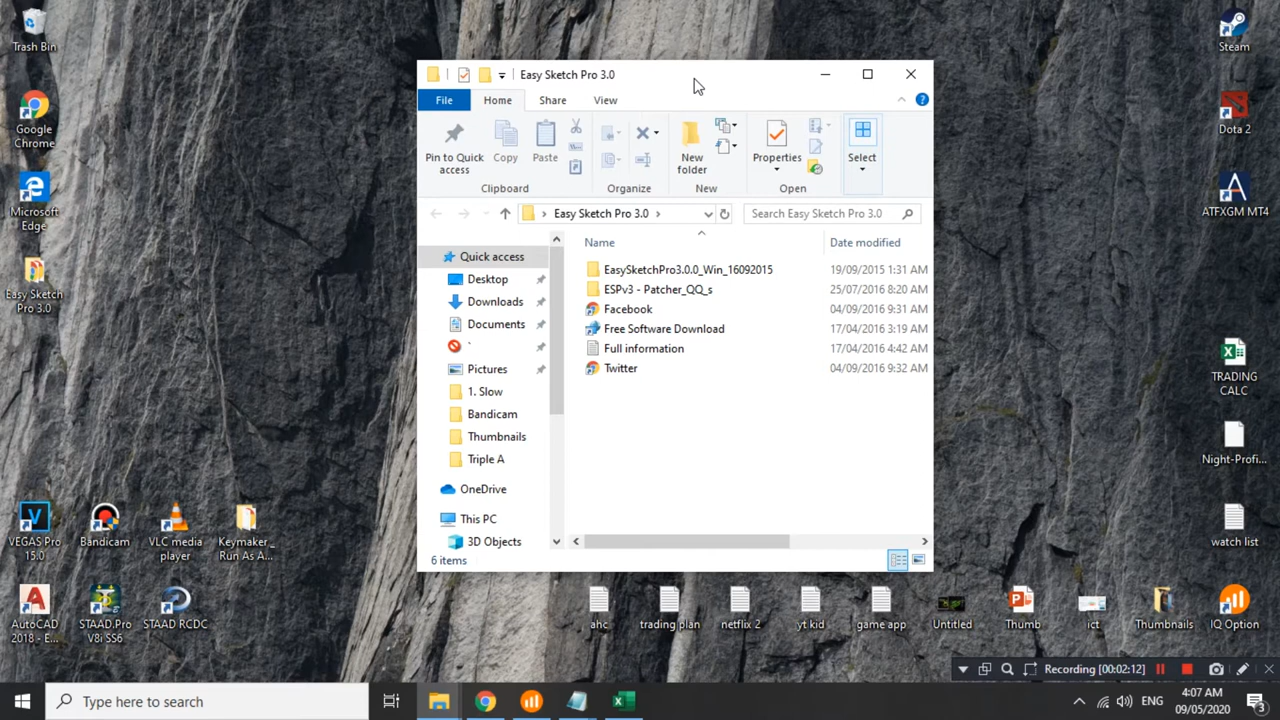 Trash Bin
Google Chrome
Microsoft Edge
Easy Sketch Pro 3.0
VEGAS Pro 15.0
Bandicam
VLC media player
Keymaker_ Run As A...
AutoCAD 2018 - E...
STAAD.Pro V8i SS6
STAAD RCDC
Easy Sketch Pro 3.0
File
Home
Share
View
Pin to Quick access
Copy
Paste
New folder
Properties
Select
Clipboard
Organize
New
Open
Easy Sketch Pro 3.0
Search Easy Sketch Pro 3.0
Quick access
Desktop
Downloads
Documents
`
Pictures
1. Slow
Bandicam
Thumbnails
Triple A
OneDrive
This PC
3D Objects
Name
Date modified
EasySketchPro3.0.0_Win_16092015
19/09/2015 1:31 AM
ESPv3 - Patcher_QQ_s
25/07/2016 8:20 AM
Facebook
04/09/2016 9:31 AM
Free Software Download
17/04/2016 3:19 AM
Full information
17/04/2016 4:42 AM
Twitter
04/09/2016 9:32 AM
6 items
Steam
Dota 2
ATFXGM MT4
TRADING CALC
Night-Profi...
watch list
ahc
trading plan
netflix 2
yt kid
game app
Untitled
Thumb
ict
Thumbnails
IQ Option
Recording [00:02:12]
Type here to search
ENG
4:07 AM
09/05/2020
3